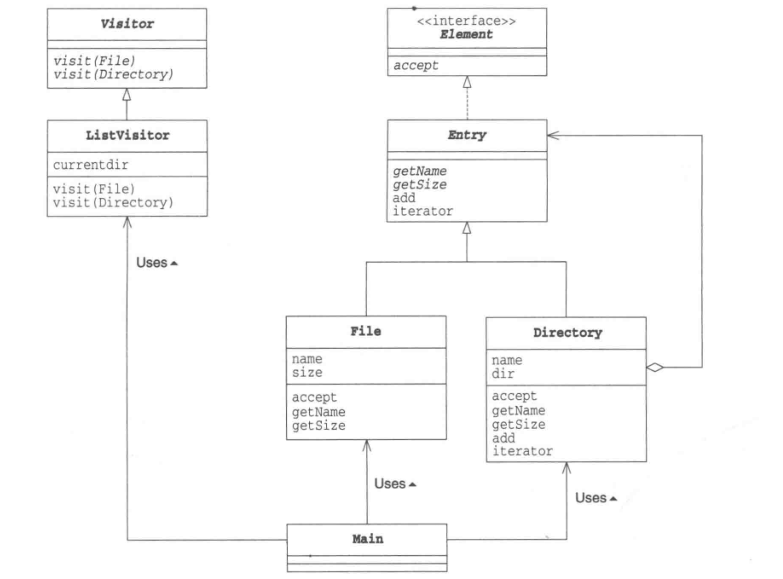 Visitor
visit(File)
visit(Directory)
ListVisitor
currentdir
visit(File)
visit(Directory)
Uses
<<interface>>
Element
accept
Entry
getName
getSize
add
iterator
File
name
size
accept
getName
getSize
Uses
Directory
name
dir
accept
getName
getSize
add
iterator
Uses
Main